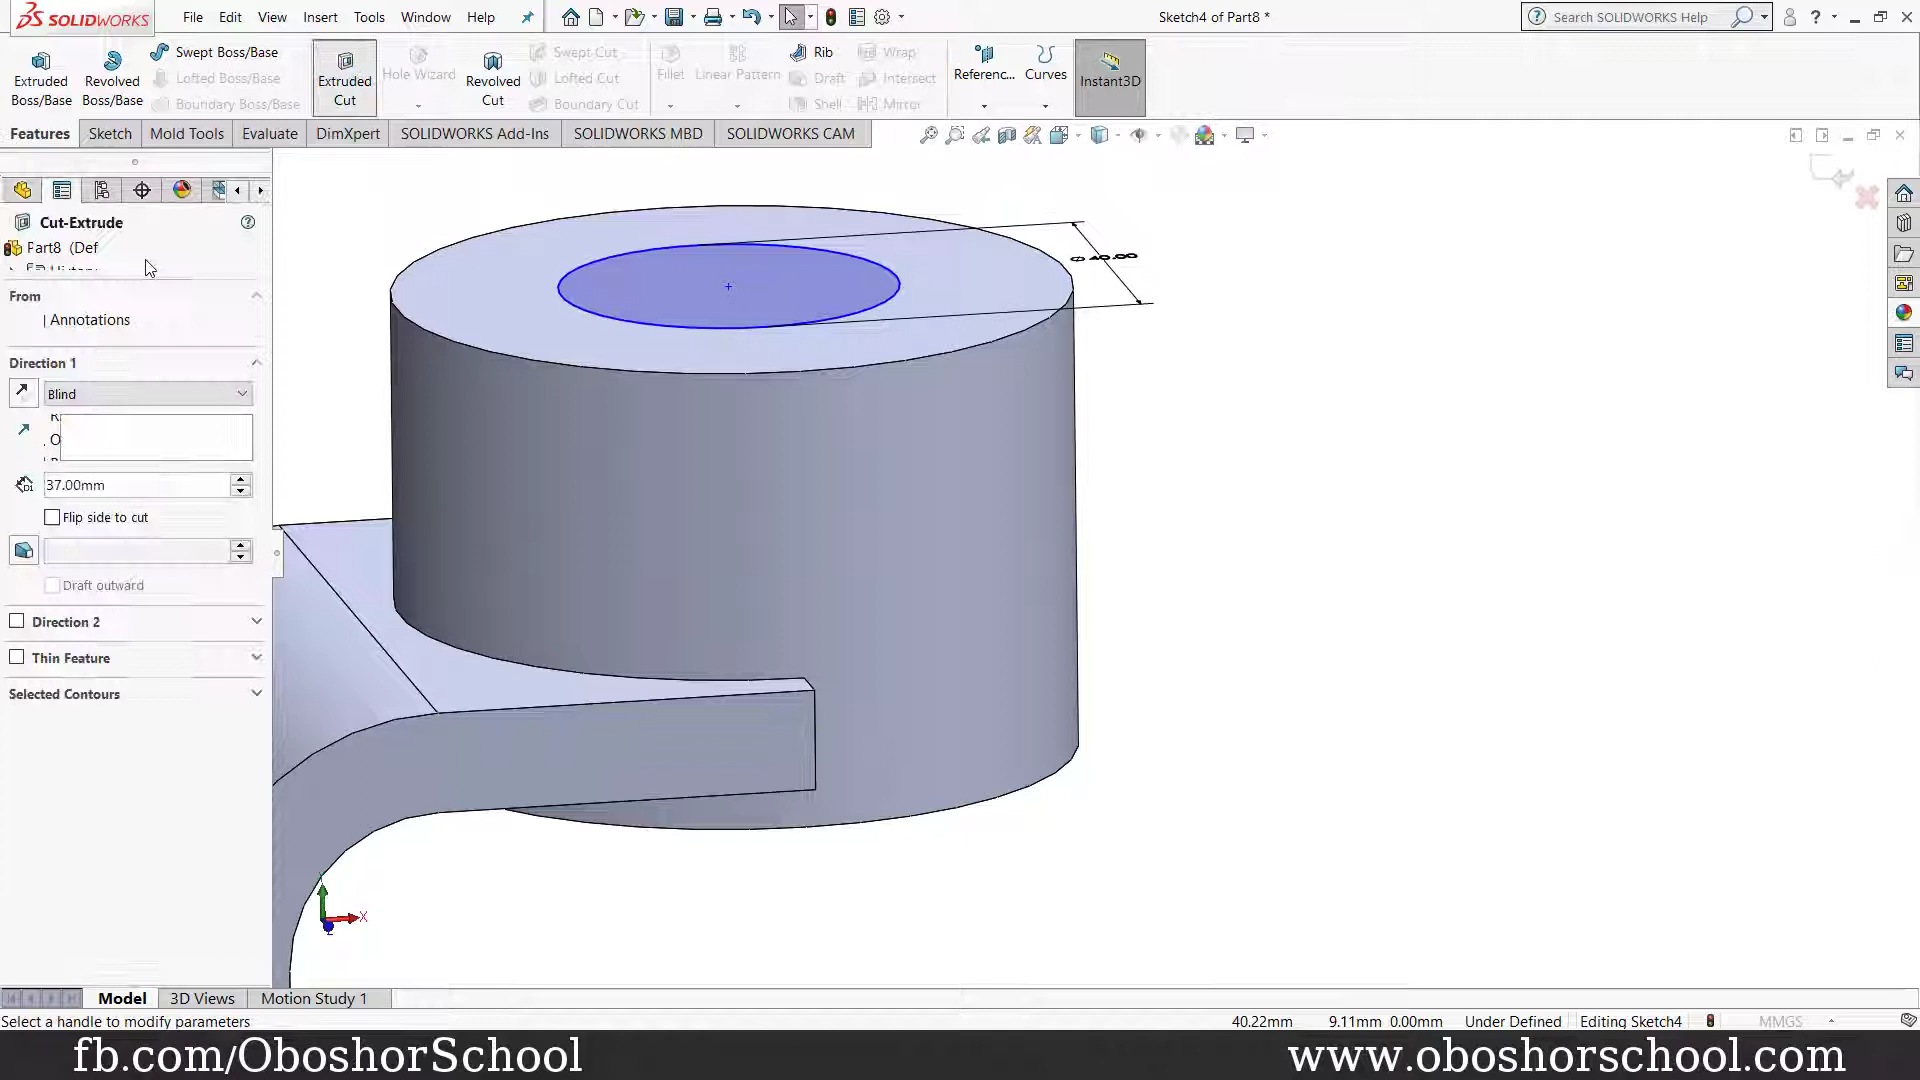 SOLIDWORKS File Edit View Insert Tools Window Help Sketch4 of Part8 * Search SOLIDWORKS Help
Extruded Boss/Base
Revolved Boss/Base
Swept Boss/Base
Lofted Boss/Base
Boundary Boss/Base
Extruded Cut
Hole Wizard
Revolved Cut
Swept Cut
Lofted Cut
Boundary Cut
Fillet
Linear Pattern
Rib
Draft
Shell
Wrap
Intersect
Mirror
Referenc...
Curves
Instant3D
Features Sketch Mold Tools Evaluate DimXpert SOLIDWORKS Add-Ins SOLIDWORKS MBD SOLIDWORKS CAM
Cut-Extrude
Part8 (Def
From
Annotations
Direction 1
Blind
37.00mm
Flip side to cut
Draft outward
Direction 2
Thin Feature
Selected Contours
Ø 40.00
X
Model 3D Views Motion Study 1
Select a handle to modify parameters 40.22mm 9.11mm 0.00mm Under Defined Editing Sketch4 MMGS
fb.com/OboshorSchool www.oboshorschool.com